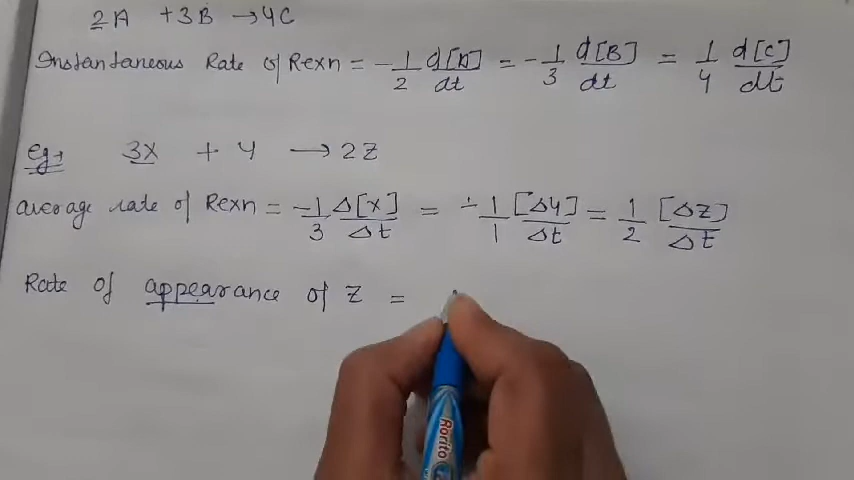 2A + 3B → 4C
Instantaneous Rate of Rexn = -1/2 d[A]/dt = -1/3 d[B]/dt = 1/4 d[C]/dt
eg→ 3X + Y → 2Z
average rate of Rexn = -1/3 Δ[X]/Δt = -1/1 [ΔY]/Δt = 1/2 [ΔZ]/Δt
Rate of appearance of Z =
Rorito